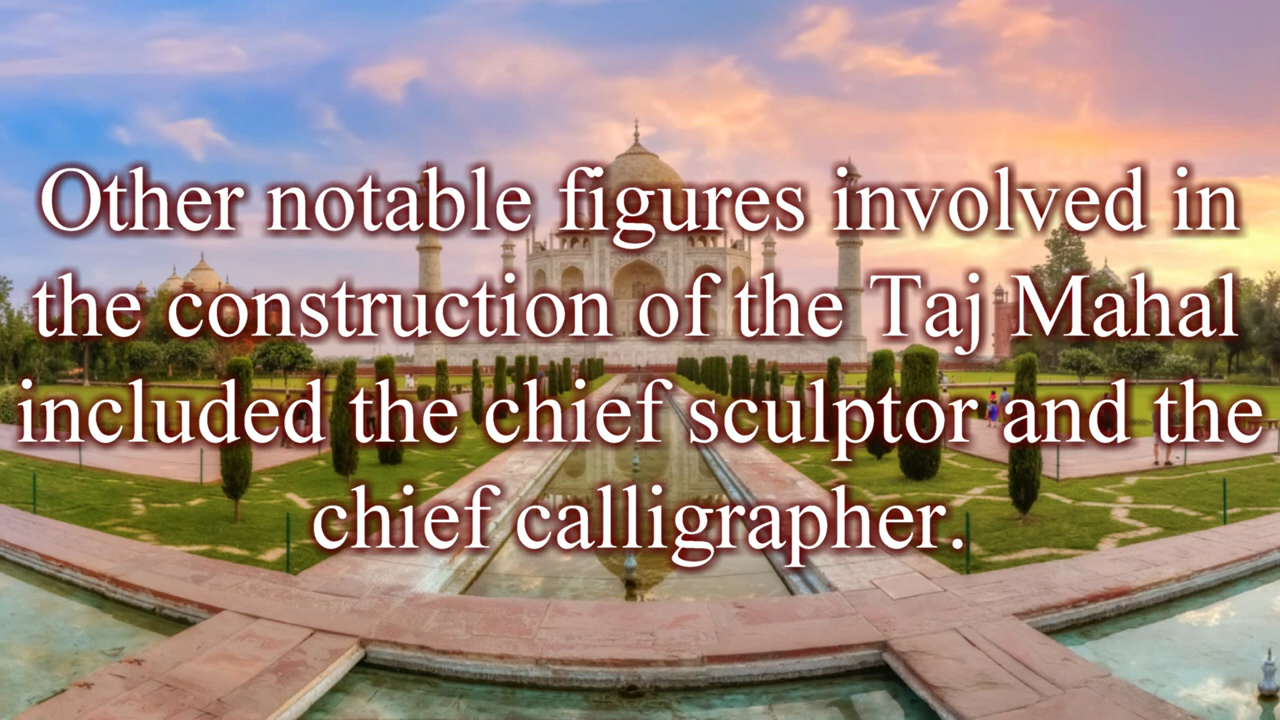 Other notable figures involved in
the construction of the Taj Mahal
included the chief sculptor and the
chief calligrapher.